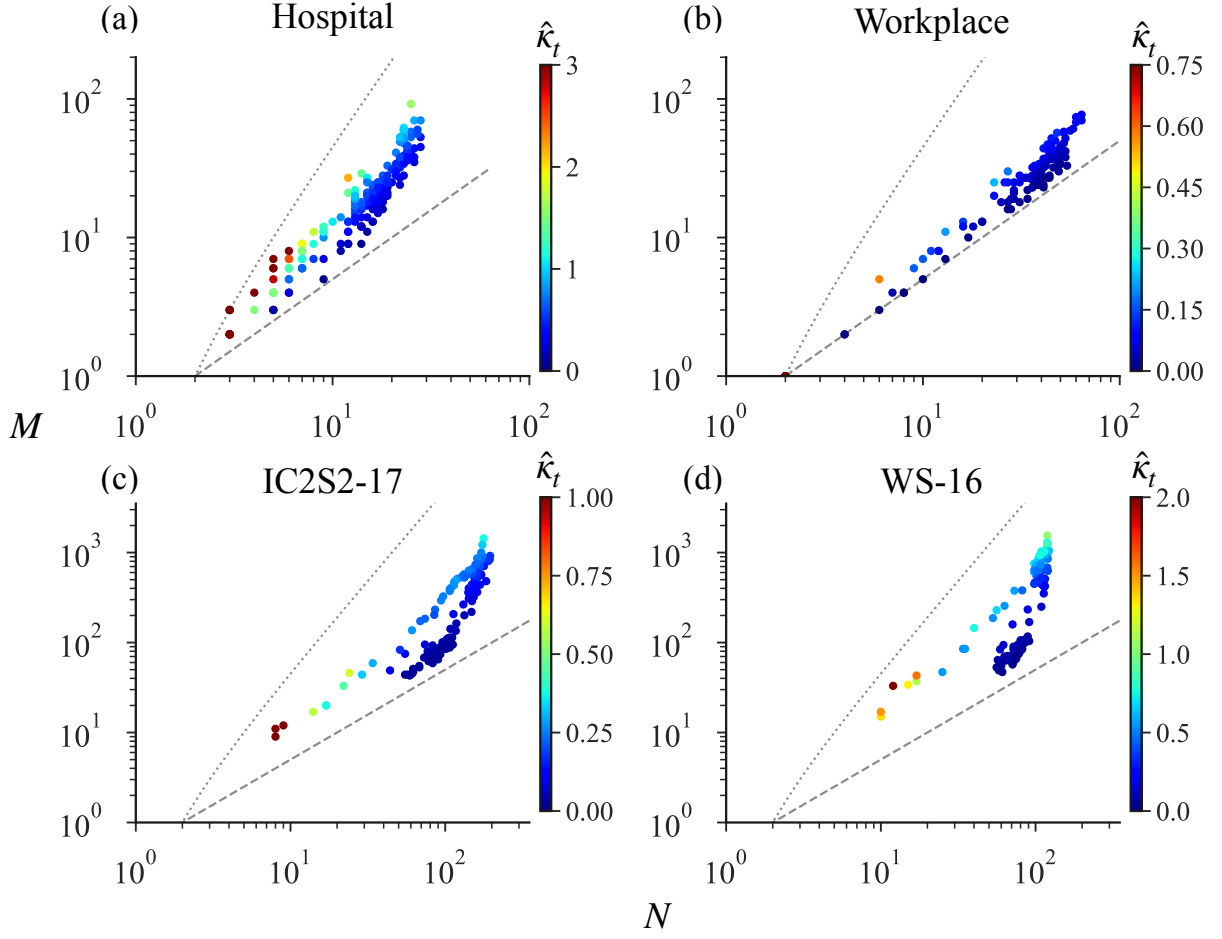 (a) Hospital κ̂ₜ
10² 10¹ 10⁰
10⁰ 10¹ 10²
3 2 1 0
(b) Workplace κ̂ₜ
10² 10¹ 10⁰
10⁰ 10¹ 10²
0.75 0.60 0.45 0.30 0.15 0.00
M
(c) IC2S2-17 κ̂ₜ
10³ 10² 10¹ 10⁰
10⁰ 10¹ 10²
1.00 0.75 0.50 0.25 0.00
(d) WS-16 κ̂ₜ
10³ 10² 10¹ 10⁰
10⁰ 10¹ 10²
2.0 1.5 1.0 0.5 0.0
N